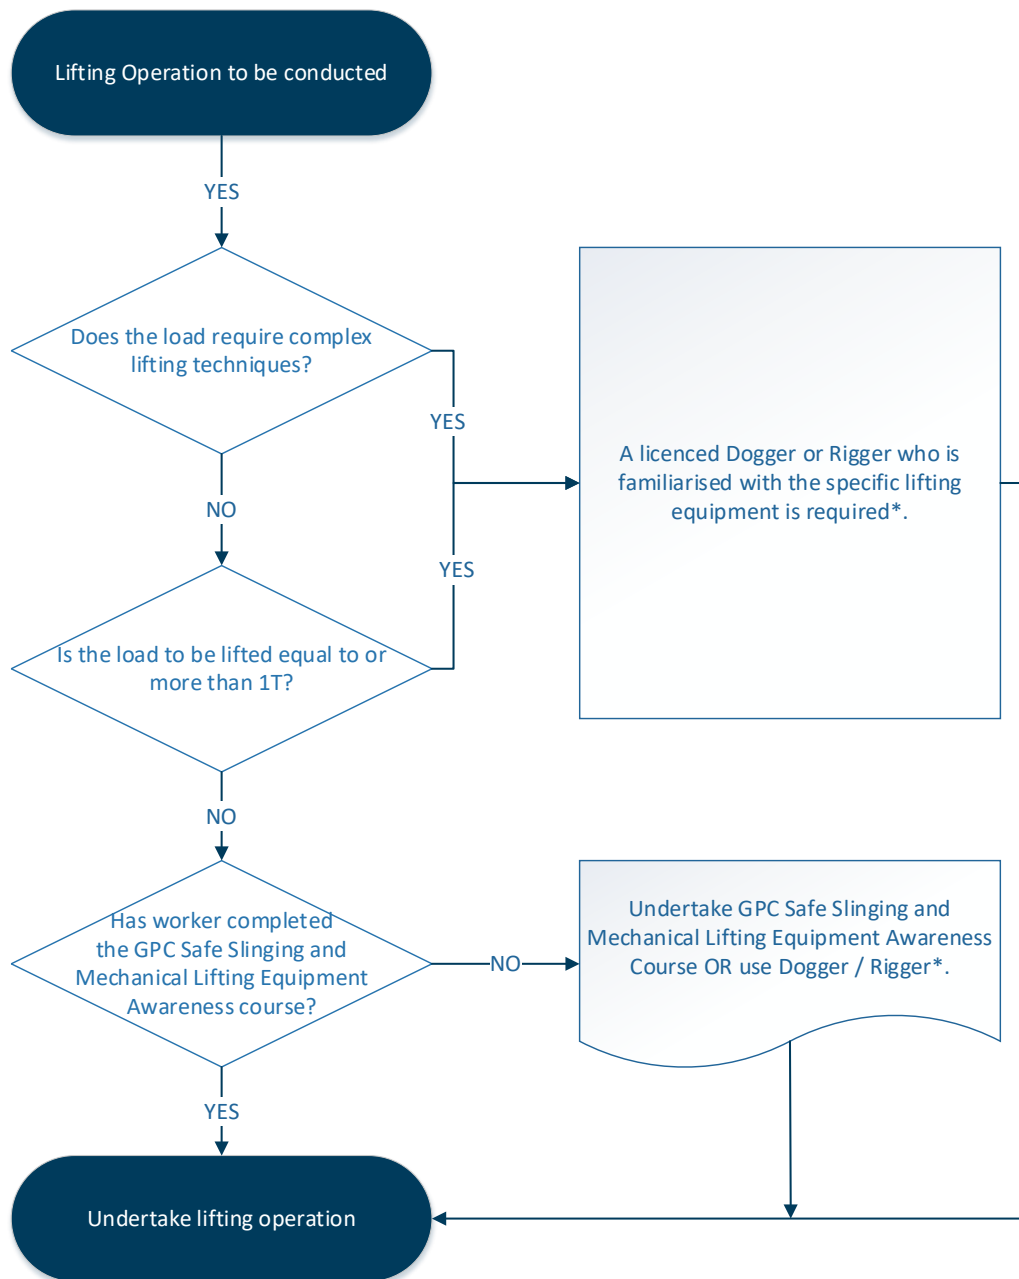 Lifting Operation to be conducted
YES
Does the load require complex
lifting techniques?
YES
A licenced Dogger or Rigger who is
familiarised with the specific lifting
equipment is required*.
NO
YES
Is the load to be lifted equal to or
more than 1T?
NO
Has worker completed
the GPC Safe Slinging and
Mechanical Lifting Equipment
Awareness course?
NO
Undertake GPC Safe Slinging and
Mechanical Lifting Equipment Awareness
Course OR use Dogger / Rigger*.
YES
Undertake lifting operation